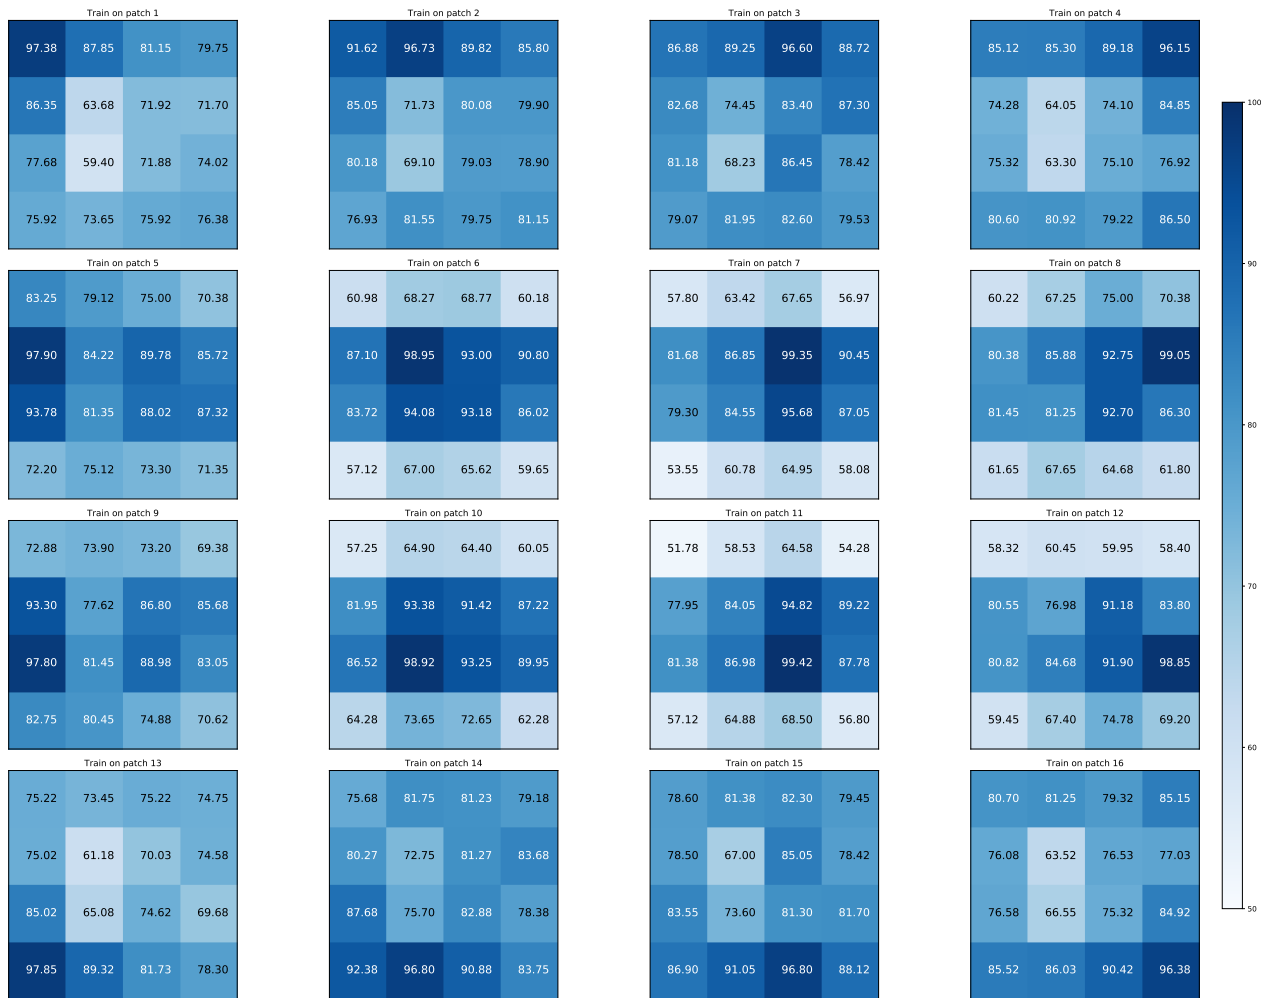 Train on patch 1 Train on patch 2 Train on patch 3 Train on patch 4
97.38 87.85 81.15 79.75 91.62 96.73 89.82 85.80 86.88 89.25 96.60 88.72 85.12 85.30 89.18 96.15
86.35 63.68 71.92 71.70 85.05 71.73 80.08 79.90 82.68 74.45 83.40 87.30 74.28 64.05 74.10 84.85
100
77.68 59.40 71.88 74.02 80.18 69.10 79.03 78.90 81.18 68.23 86.45 78.42 75.32 63.30 75.10 76.92
75.92 73.65 75.92 76.38 76.93 81.55 79.75 81.15 79.07 81.95 82.60 79.53 80.60 80.92 79.22 86.50
90
Train on patch 5 Train on patch 6 Train on patch 7 Train on patch 8
83.25 79.12 75.00 70.38 60.98 68.27 68.77 60.18 57.80 63.42 67.65 56.97 60.22 67.25 75.00 70.38
97.90 84.22 89.78 85.72 87.10 98.95 93.00 90.80 81.68 86.85 99.35 90.45 80.38 85.88 92.75 99.05
93.78 81.35 88.02 87.32 83.72 94.08 93.18 86.02 79.30 84.55 95.68 87.05 81.45 81.25 92.70 86.30
80
72.20 75.12 73.30 71.35 57.12 67.00 65.62 59.65 53.55 60.78 64.95 58.08 61.65 67.65 64.68 61.80
Train on patch 9 Train on patch 10 Train on patch 11 Train on patch 12
72.88 73.90 73.20 69.38 57.25 64.90 64.40 60.05 51.78 58.53 64.58 54.28 58.32 60.45 59.95 58.40
70
93.30 77.62 86.80 85.68 81.95 93.38 91.42 87.22 77.95 84.05 94.82 89.22 80.55 76.98 91.18 83.80
97.80 81.45 88.98 83.05 86.52 98.92 93.25 89.95 81.38 86.98 99.42 87.78 80.82 84.68 91.90 98.85
82.75 80.45 74.88 70.62 64.28 73.65 72.65 62.28 57.12 64.88 68.50 56.80 59.45 67.40 74.78 69.20
60
Train on patch 13 Train on patch 14 Train on patch 15 Train on patch 16
75.22 73.45 75.22 74.75 75.68 81.75 81.23 79.18 78.60 81.38 82.30 79.45 80.70 81.25 79.32 85.15
75.02 61.18 70.03 74.58 80.27 72.75 81.27 83.68 78.50 67.00 85.05 78.42 76.08 63.52 76.53 77.03
85.02 65.08 74.62 69.68 87.68 75.70 82.88 78.38 83.55 73.60 81.30 81.70 76.58 66.55 75.32 84.92
50
97.85 89.32 81.73 78.30 92.38 96.80 90.88 83.75 86.90 91.05 96.80 88.12 85.52 86.03 90.42 96.38